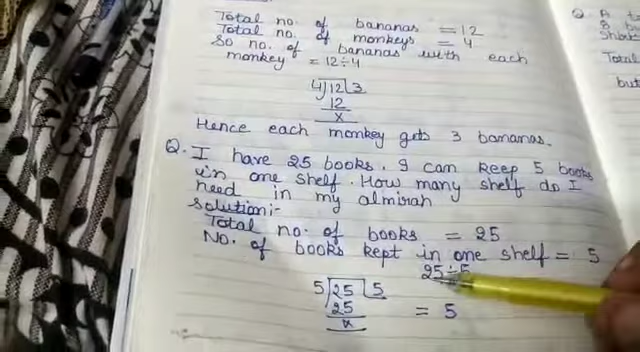 Total no. of bananas = 12
Total no. of monkeys = 4
So no. of bananas with each
monkey = 12÷4
4)12(3
12
x
Hence each monkey gets 3 bananas.
Q. I have 25 books. I can keep 5 books
in one shelf. How many shelf do I
need in my almirah
Solution:-
Total no. of books = 25
No. of books kept in one shelf = 5
25÷5
5)25(5
25
x
= 5
Q. A
Total
but